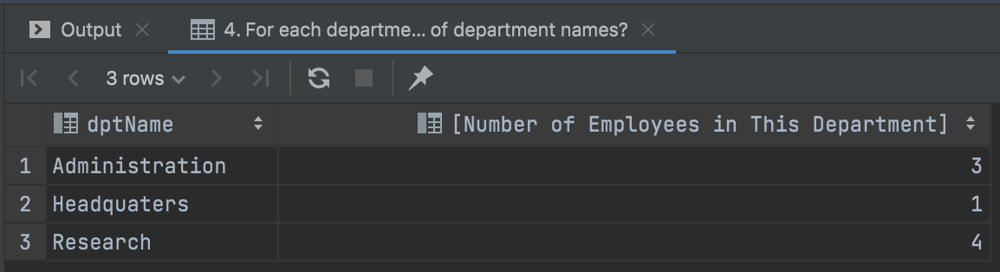 Output 4. For each departme... of department names?
3 rows
dptName [Number of Employees in This Department]
1 Administration 3
2 Headquaters 1
3 Research 4